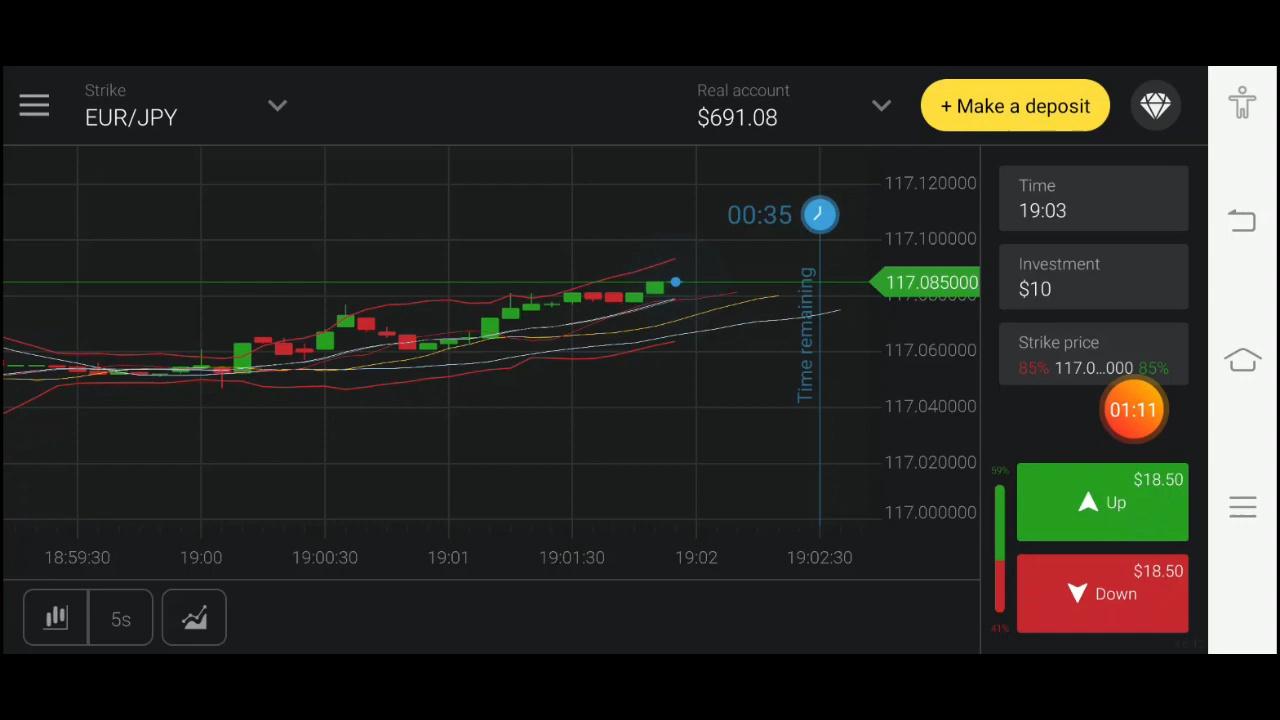 Strike
EUR/JPY
Real account
$691.08
+ Make a deposit
117.120000
117.100000
117.085000
117.060000
117.040000
117.020000
117.000000
00:35
Time remaining
18:59:30
19:00
19:00:30
19:01
19:01:30
19:02
19:02:30
5s
Time
19:03
Investment
$10
Strike price
85% 117.0...000 85%
01:11
59%
$18.50
Up
$18.50
Down
41%